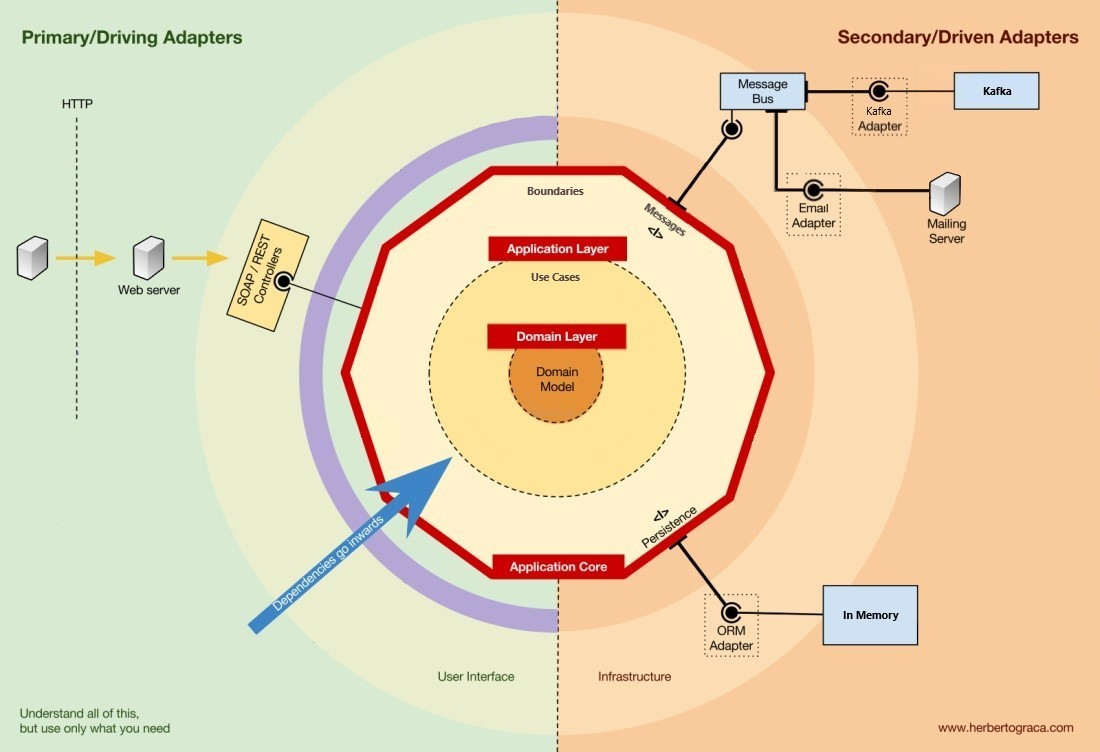 Primary/Driving Adapters
Secondary/Driven Adapters
HTTP
Message
Bus
Kafka
Adapter
Kafka
Email
Adapter
Mailing
Server
Boundaries
Messages
</>
Application Layer
Use Cases
SOAP / REST
Controllers
Web server
Domain Layer
Domain
Model
Dependencies go inwards
</>
Persistence
Application Core
ORM
Adapter
In Memory
User Interface
Infrastructure
Understand all of this,
but use only what you need
www.herbertograca.com